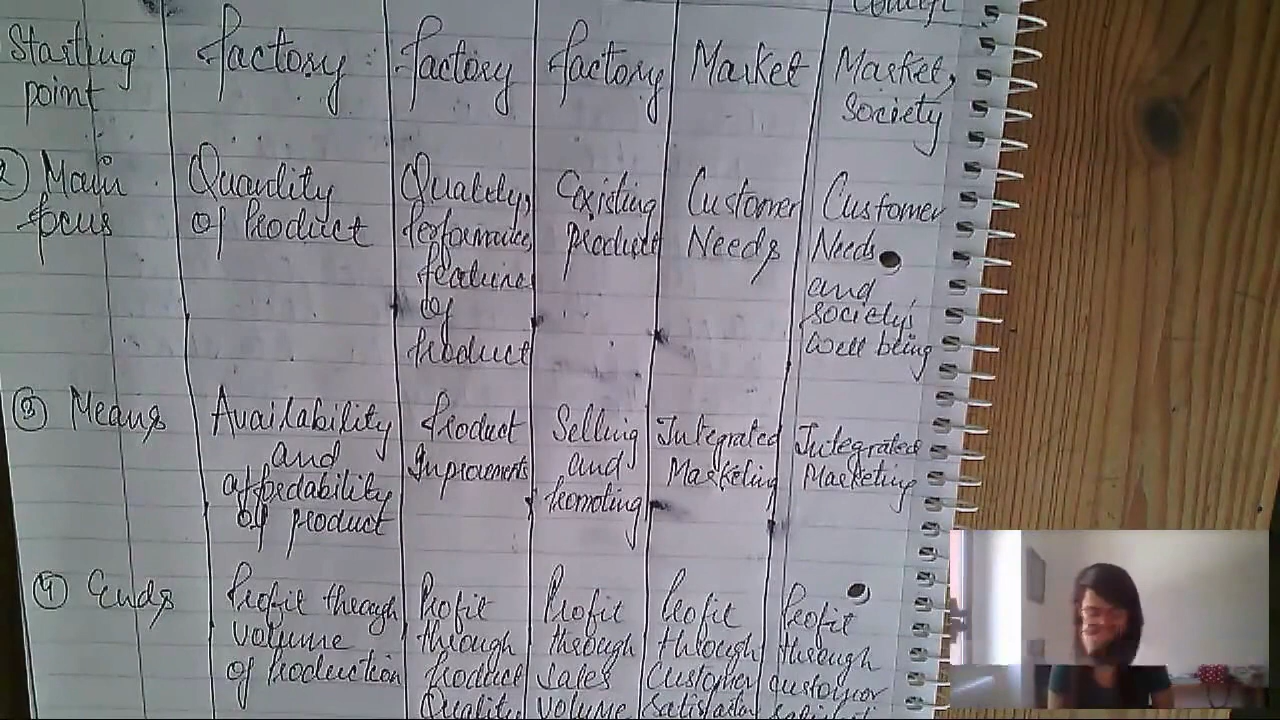 Concept
Starting point
Factory
Factory
Factory
Market
Market, Society
2) Main focus
Quantity of Product
Quality, Performance, features of Product
Existing product
Customer Needs
Customer Needs and society's well being
③ Means
Availability and affordability of product
Product Improvements
Selling and Promoting
Integrated Marketing
Integrated Marketing
④ Ends
Profit through volume of Production
Profit through Product Quality
Profit through Sales volume
Profit through Customer Satisfaction
Profit through customer